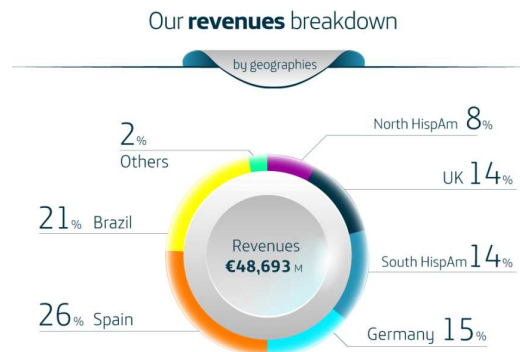 Our revenues breakdown
by geographies
North HispAm 8%
2%
Others
UK 14%
21% Brazil
Revenues
€48,693 M
South HispAm 14%
26% Spain
Germany 15%